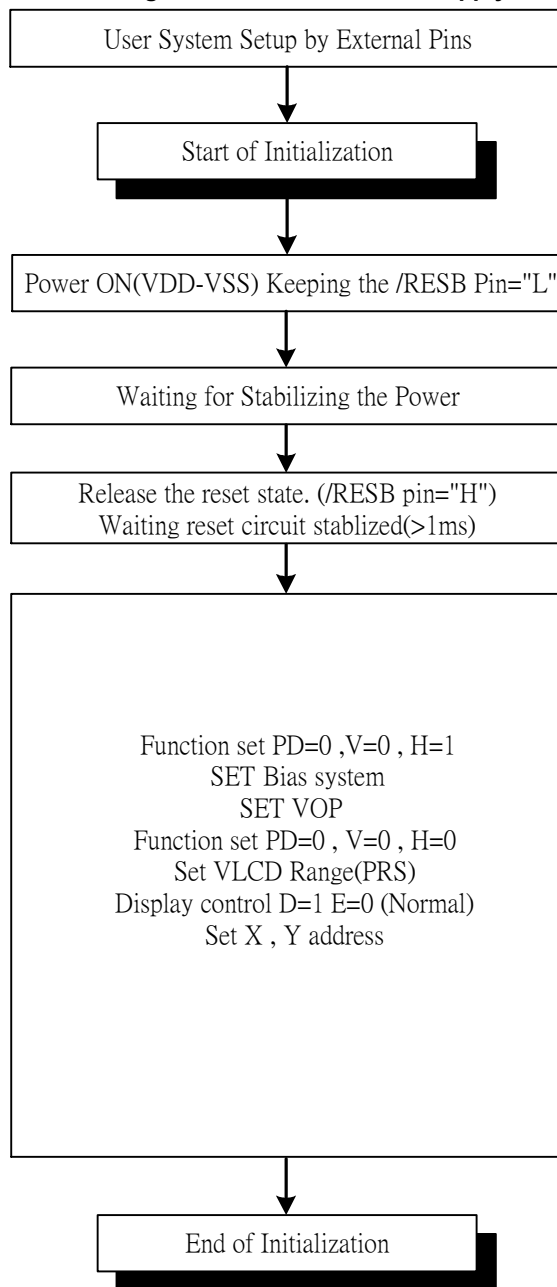 User System Setup by External Pins
Start of Initialization
Power ON(VDD-VSS) Keeping the /RESB Pin="L"
Waiting for Stabilizing the Power
Release the reset state. (/RESB pin="H")
Waiting reset circuit stablized(>1ms)
Function set PD=0 ,V=0 , H=1
SET Bias system
SET VOP
Function set PD=0 , V=0 , H=0
Set VLCD Range(PRS)
Display control D=1 E=0 (Normal)
Set X , Y address
End of Initialization